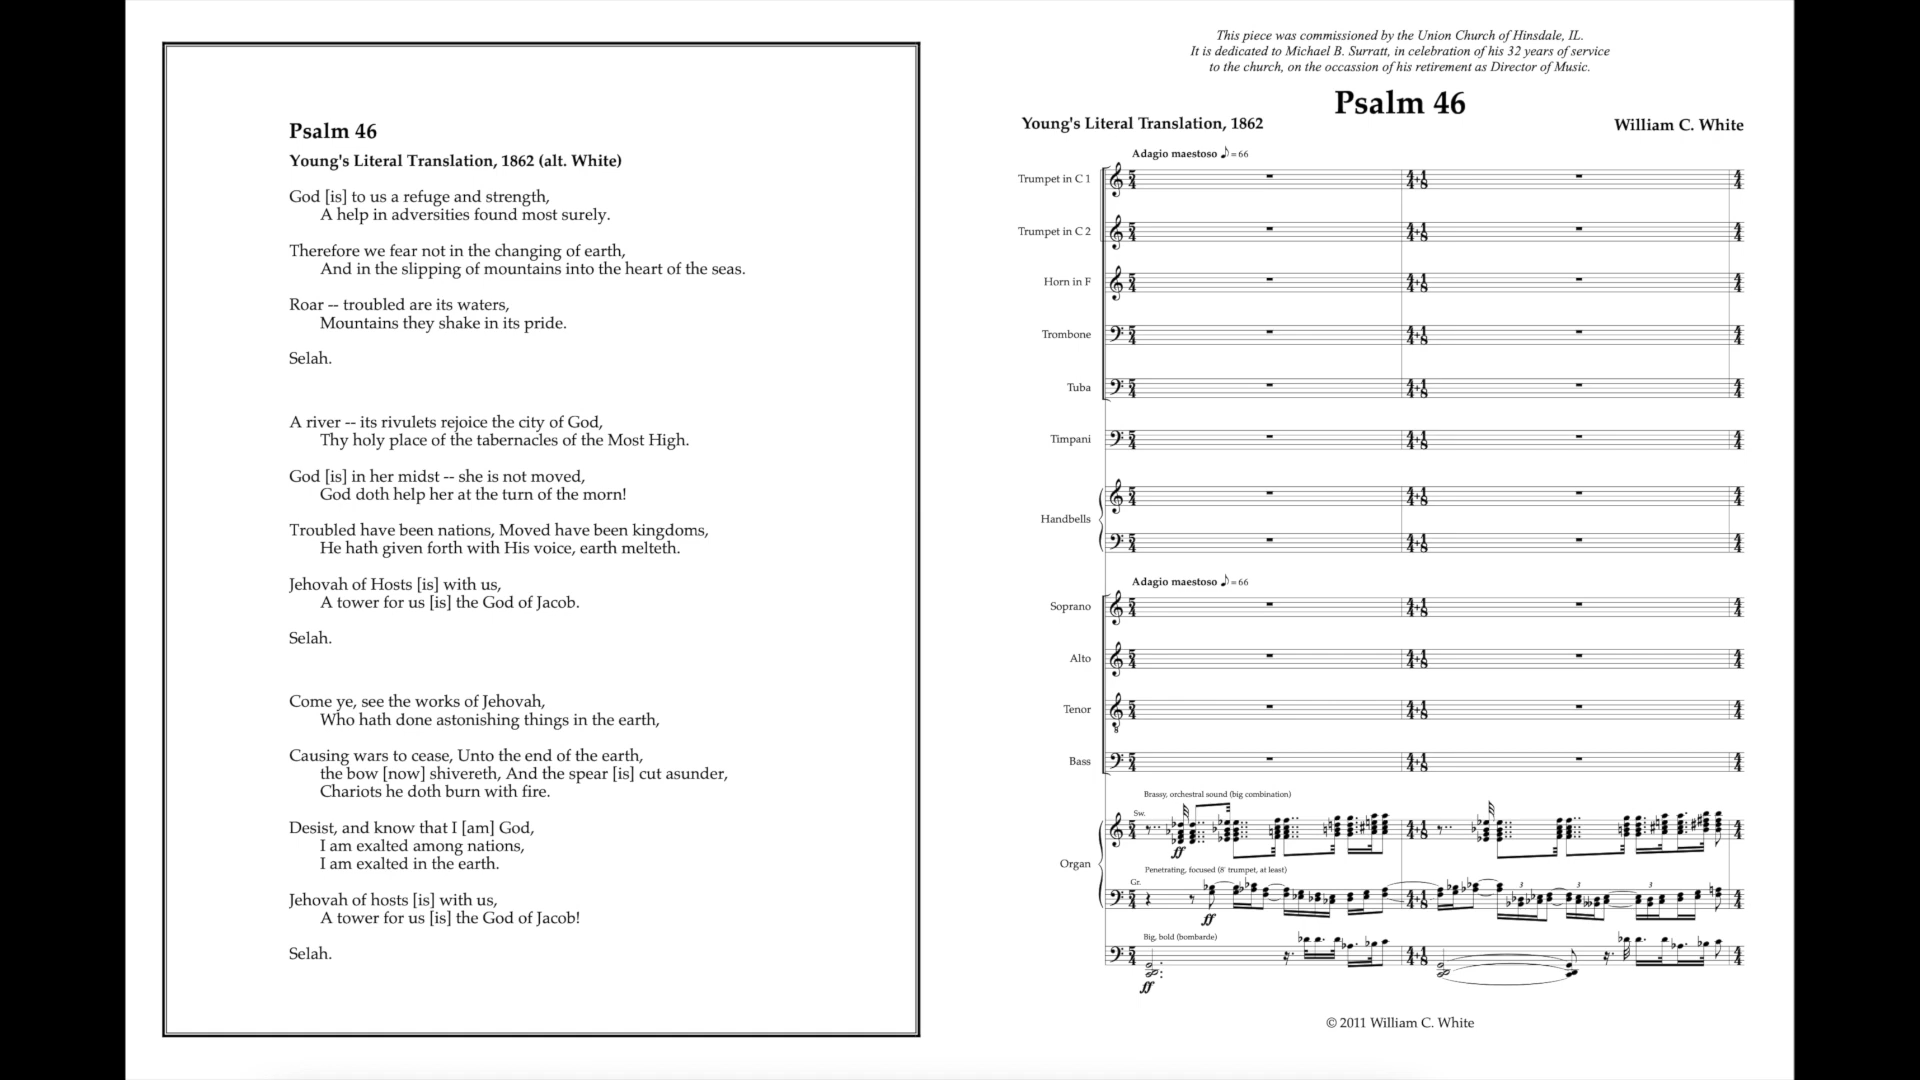 Psalm 46
Young's Literal Translation, 1862 (alt. White)
God [is] to us a refuge and strength,
A help in adversities found most surely.
Therefore we fear not in the changing of earth,
And in the slipping of mountains into the heart of the seas.
Roar -- troubled are its waters,
Mountains they shake in its pride.
Selah.
A river -- its rivulets rejoice the city of God,
Thy holy place of the tabernacles of the Most High.
God [is] in her midst -- she is not moved,
God doth help her at the turn of the morn!
Troubled have been nations, Moved have been kingdoms,
He hath given forth with His voice, earth melteth.
Jehovah of Hosts [is] with us,
A tower for us [is] the God of Jacob.
Selah.
Come ye, see the works of Jehovah,
Who hath done astonishing things in the earth,
Causing wars to cease, Unto the end of the earth,
the bow [now] shivereth, And the spear [is] cut asunder,
Chariots he doth burn with fire.
Desist, and know that I [am] God,
I am exalted among nations,
I am exalted in the earth.
Jehovah of hosts [is] with us,
A tower for us [is] the God of Jacob!
Selah.
This piece was commissioned by the Union Church of Hinsdale, IL.
It is dedicated to Michael B. Surratt, in celebration of his 32 years of service
to the church, on the occassion of his retirement as Director of Music.
Psalm 46
Young's Literal Translation, 1862
William C. White
Adagio maestoso ♪=66
Trumpet in C 1
Trumpet in C 2
Horn in F
Trombone
Tuba
Timpani
Handbells
Adagio maestoso ♪=66
Soprano
Alto
Tenor
Bass
Brassy, orchestral sound (big combination)
Sw.
ff
Organ
Penetrating, focused (8' trumpet, at least)
Gr.
3 3 3
ff
Big, bold (bombarde)
ff
© 2011 William C. White